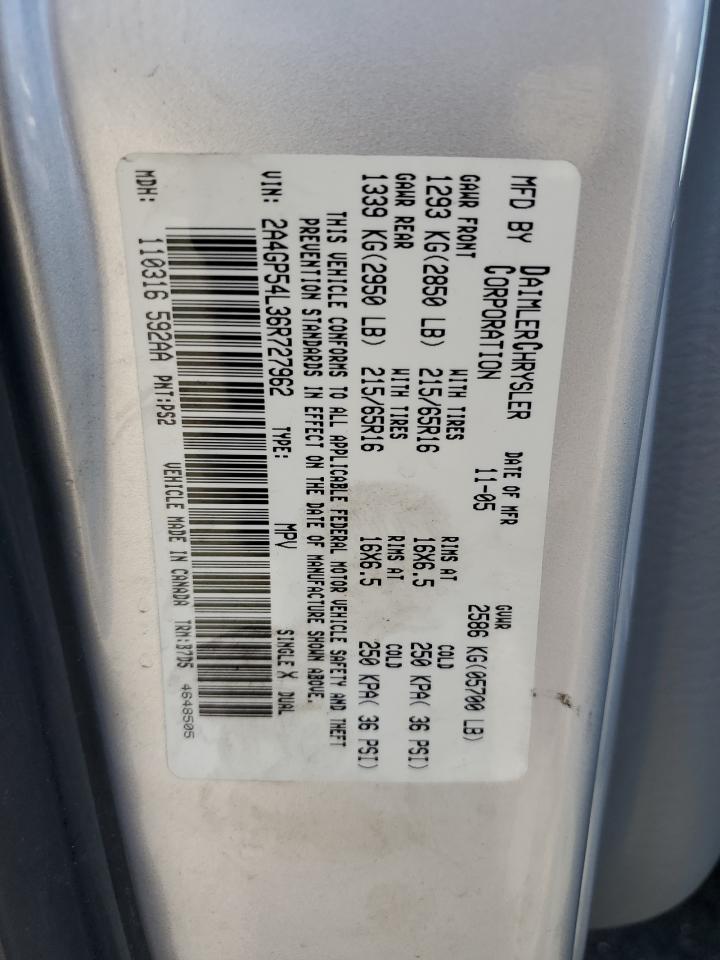 MFD BY DAIMLERCHRYSLER CORPORATION
DATE OF MFR 11-05
GVWR 2586 KG(05700 LB)
GAWR FRONT WITH TIRES RIMS AT COLD
1293 KG(2850 LB) 215/65R16 16X6.5 250 KPA( 36 PSI)
GAWR REAR WITH TIRES RIMS AT COLD
1339 KG(2950 LB) 215/65R16 16X6.5 250 KPA( 36 PSI)
THIS VEHICLE CONFORMS TO ALL APPLICABLE FEDERAL MOTOR VEHICLE SAFETY AND THEFT
PREVENTION STANDARDS IN EFFECT ON THE DATE OF MANUFACTURE SHOWN ABOVE.
VIN: 2A4GP54L36R727962 TYPE: MPV SINGLE X DUAL
MDH: 110316 592AA PNT:PS2 VEHICLE MADE IN CANADA TRM:B7D5 4648505